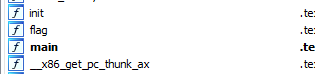 f init .te
f flag .te
f main .te
f __x86_get_pc_thunk_ax .te